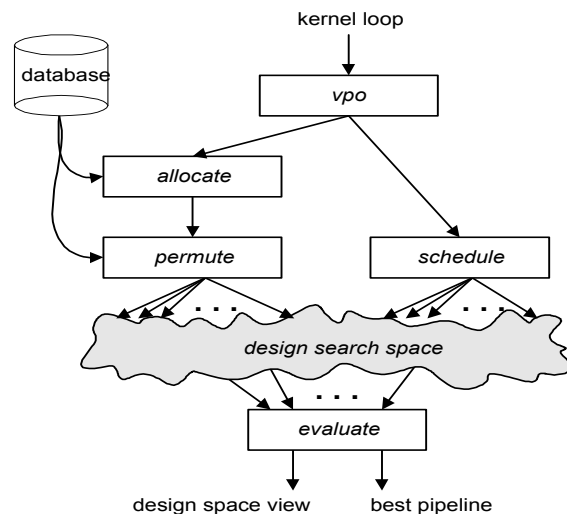 kernel loop
database
vpo
allocate
permute
schedule
. . .
. . .
design search space
. . .
evaluate
design space view
best pipeline